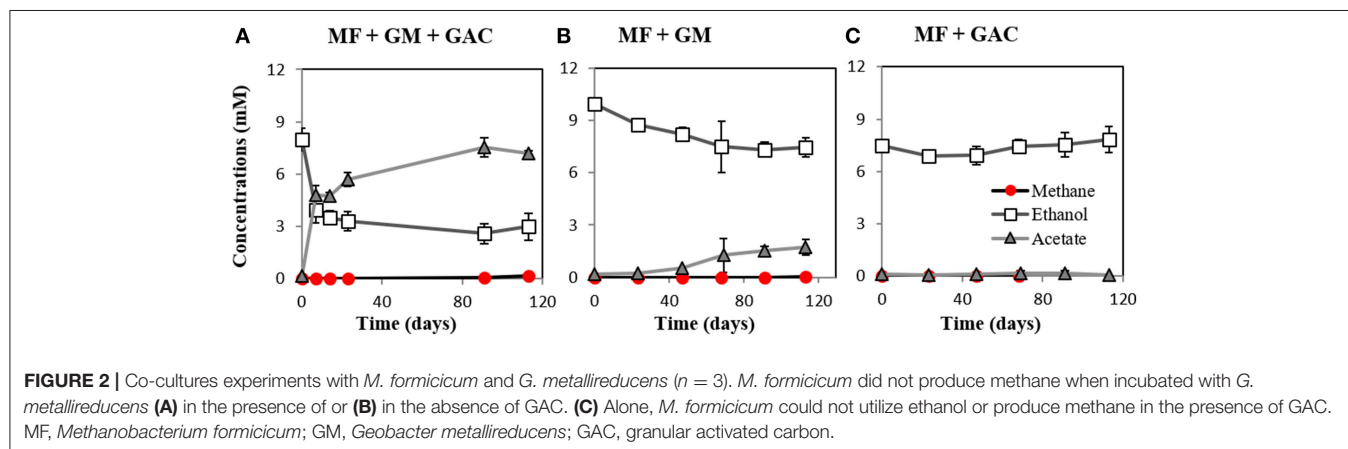 A MF + GM + GAC
B MF + GM
C MF + GAC
Concentrations (mM)
12
9
6
3
0
0 40 80 120
Time (days)
12
9
6
3
0
0 40 80 120
Time (days)
12
9
6
3
0
0 40 80 120
Time (days)
Methane
Ethanol
Acetate
FIGURE 2 | Co-cultures experiments with M. formicicum and G. metallireducens (n = 3). M. formicicum did not produce methane when incubated with G.
metallireducens (A) in the presence of or (B) in the absence of GAC. (C) Alone, M. formicicum could not utilize ethanol or produce methane in the presence of GAC.
MF, Methanobacterium formicicum; GM, Geobacter metallireducens; GAC, granular activated carbon.